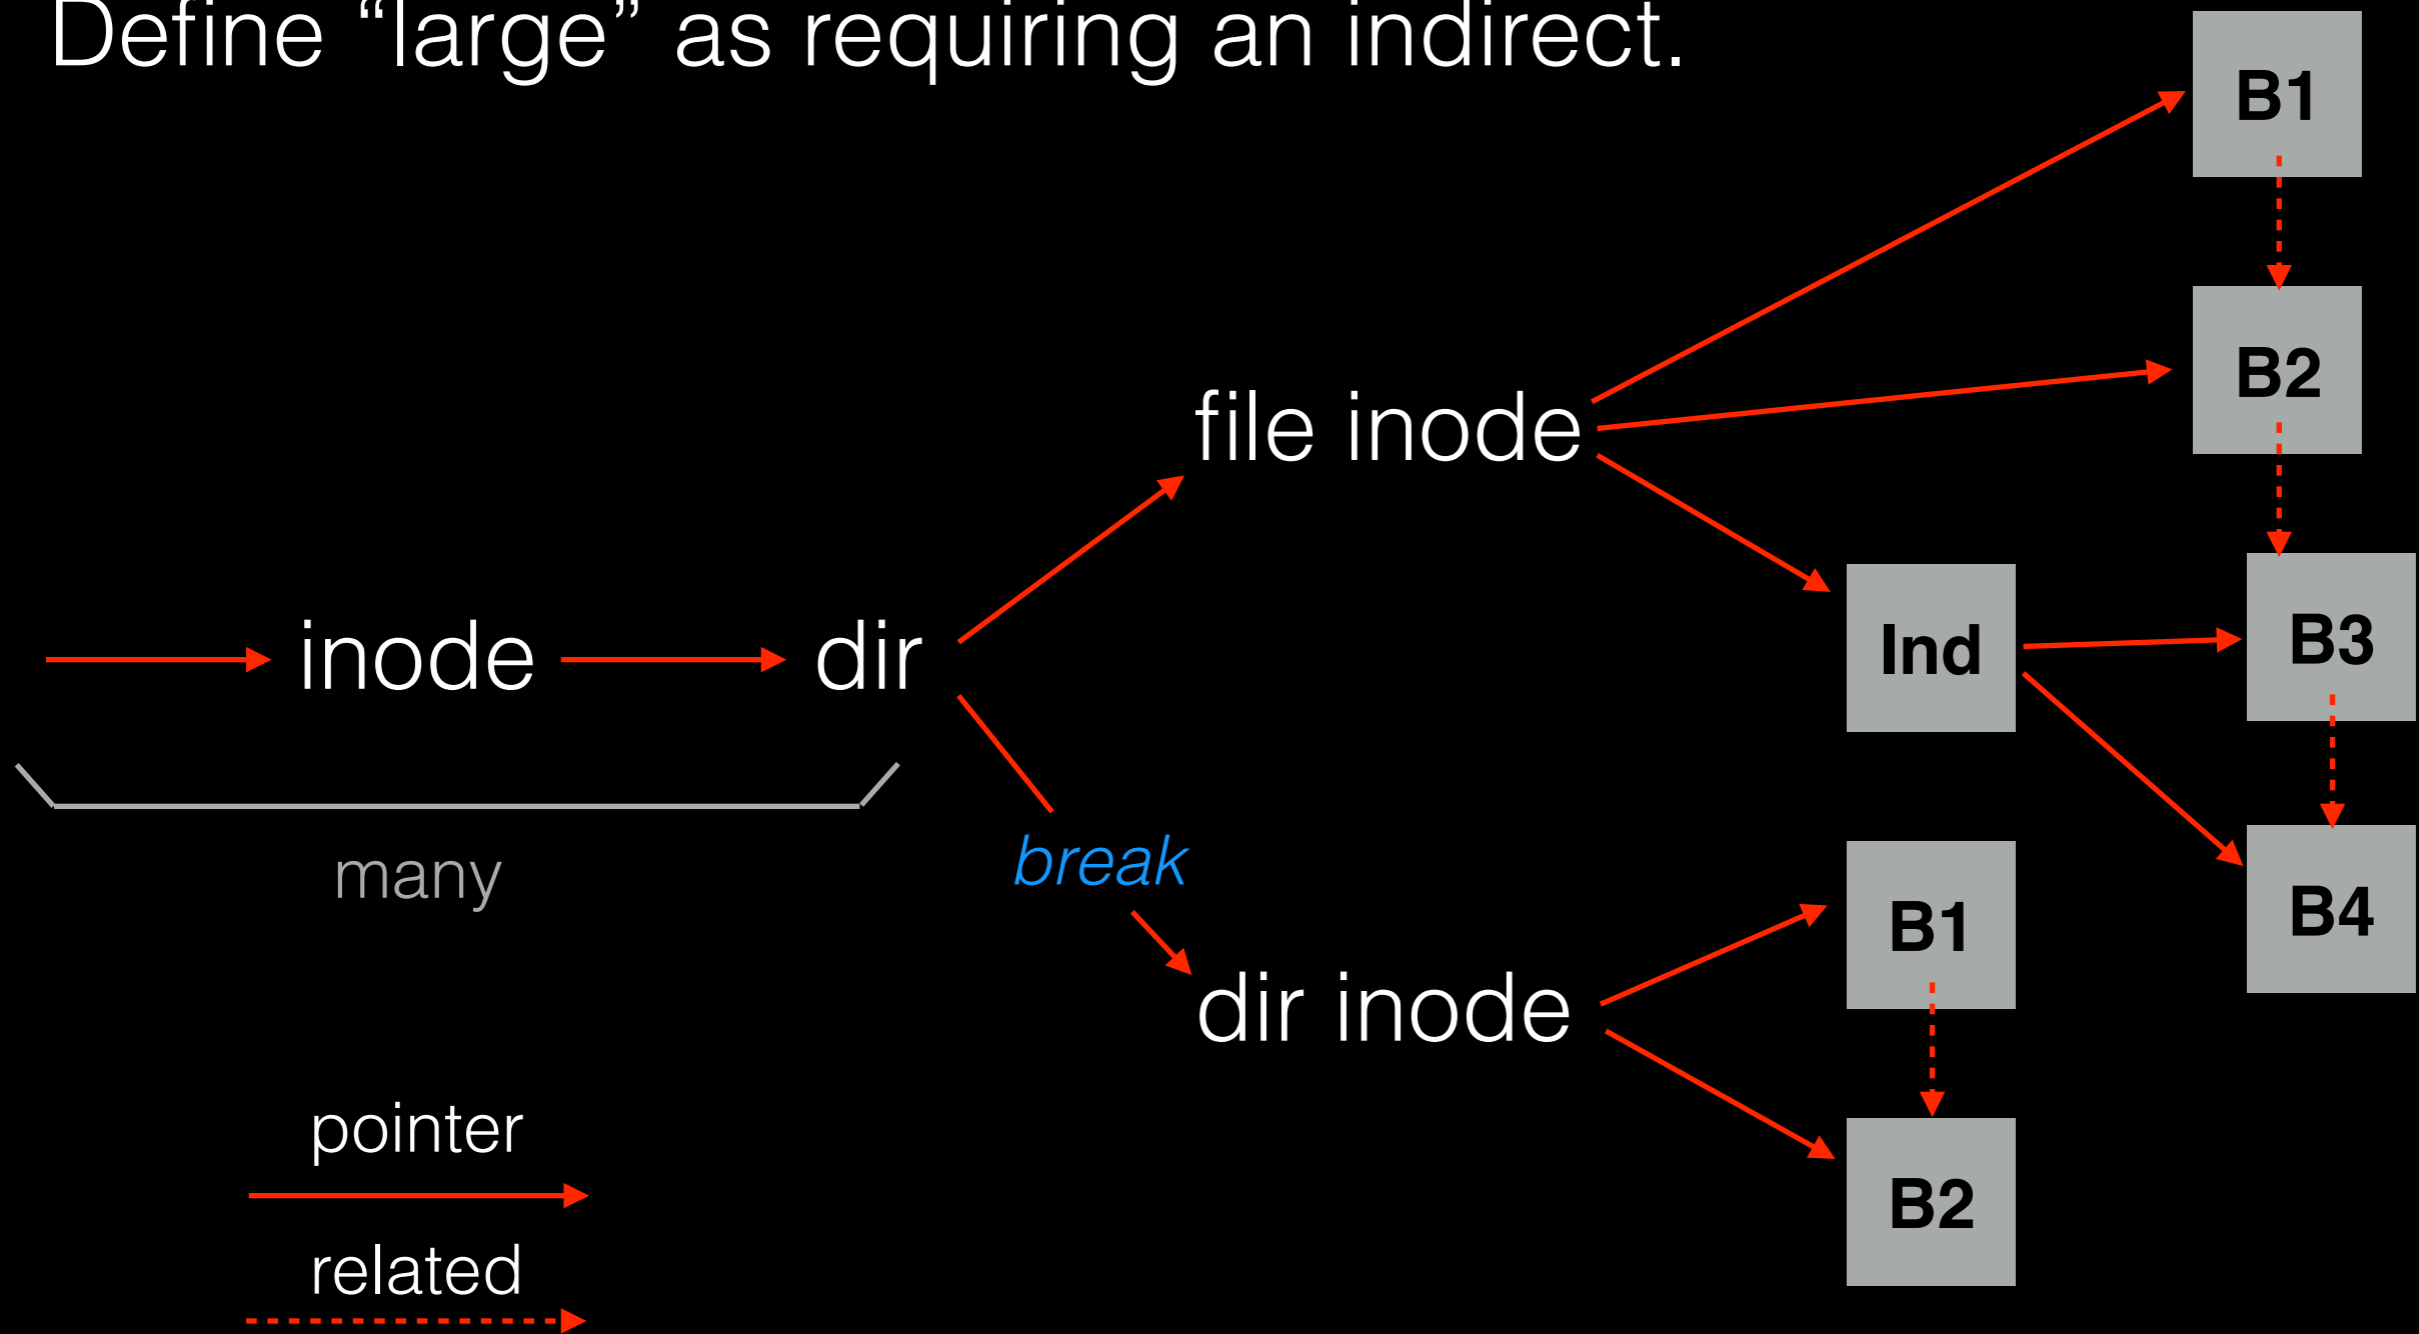 Define “large” as requiring an indirect.
B1
B2
file inode
inode
dir
Ind
B3
many
break
B1
B4
dir inode
pointer
B2
related